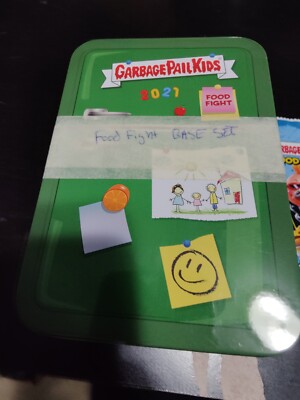 GARBAGE PAIL KIDS
2021
FOOD
FIGHT
Food Fight BASE SET